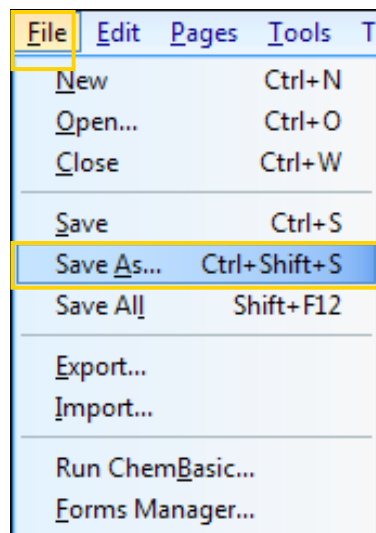 File Edit Pages Tools T
New Ctrl+N
Open... Ctrl+O
Close Ctrl+W
Save Ctrl+S
Save As... Ctrl+Shift+S
Save All Shift+F12
Export...
Import...
Run ChemBasic...
Forms Manager...